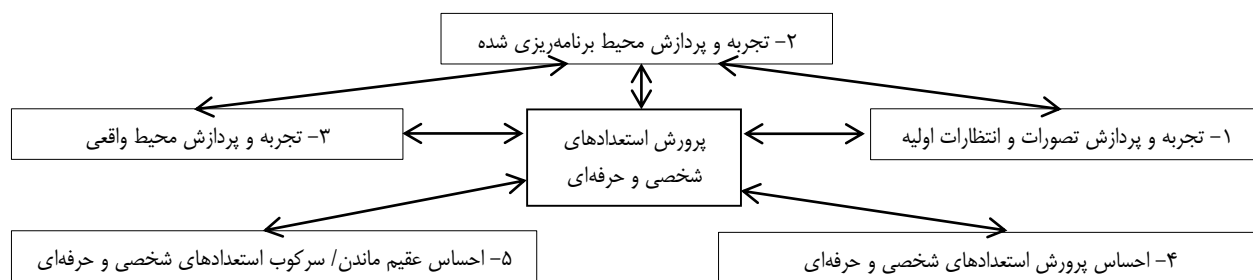 ۲- تجربه و پردازش محیط برنامه‌ریزی شده
۱- تجربه و پردازش تصورات و انتظارات اولیه
پرورش استعدادهای
شخصی و حرفه‌ای
۳- تجربه و پردازش محیط واقعی
۴- احساس پرورش استعدادهای شخصی و حرفه‌ای
۵- احساس عقیم ماندن/ سرکوب استعدادهای شخصی و حرفه‌ای